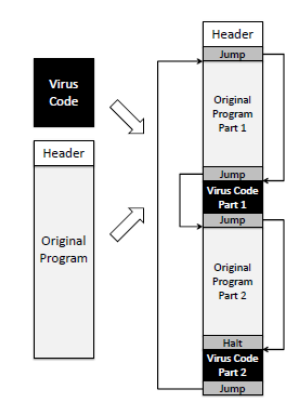 Virus
Code
Header
Original
Program
Header
Jump
Original
Program
Part 1
Jump
Virus Code
Part 1
Jump
Original
Program
Part 2
Halt
Virus Code
Part 2
Jump